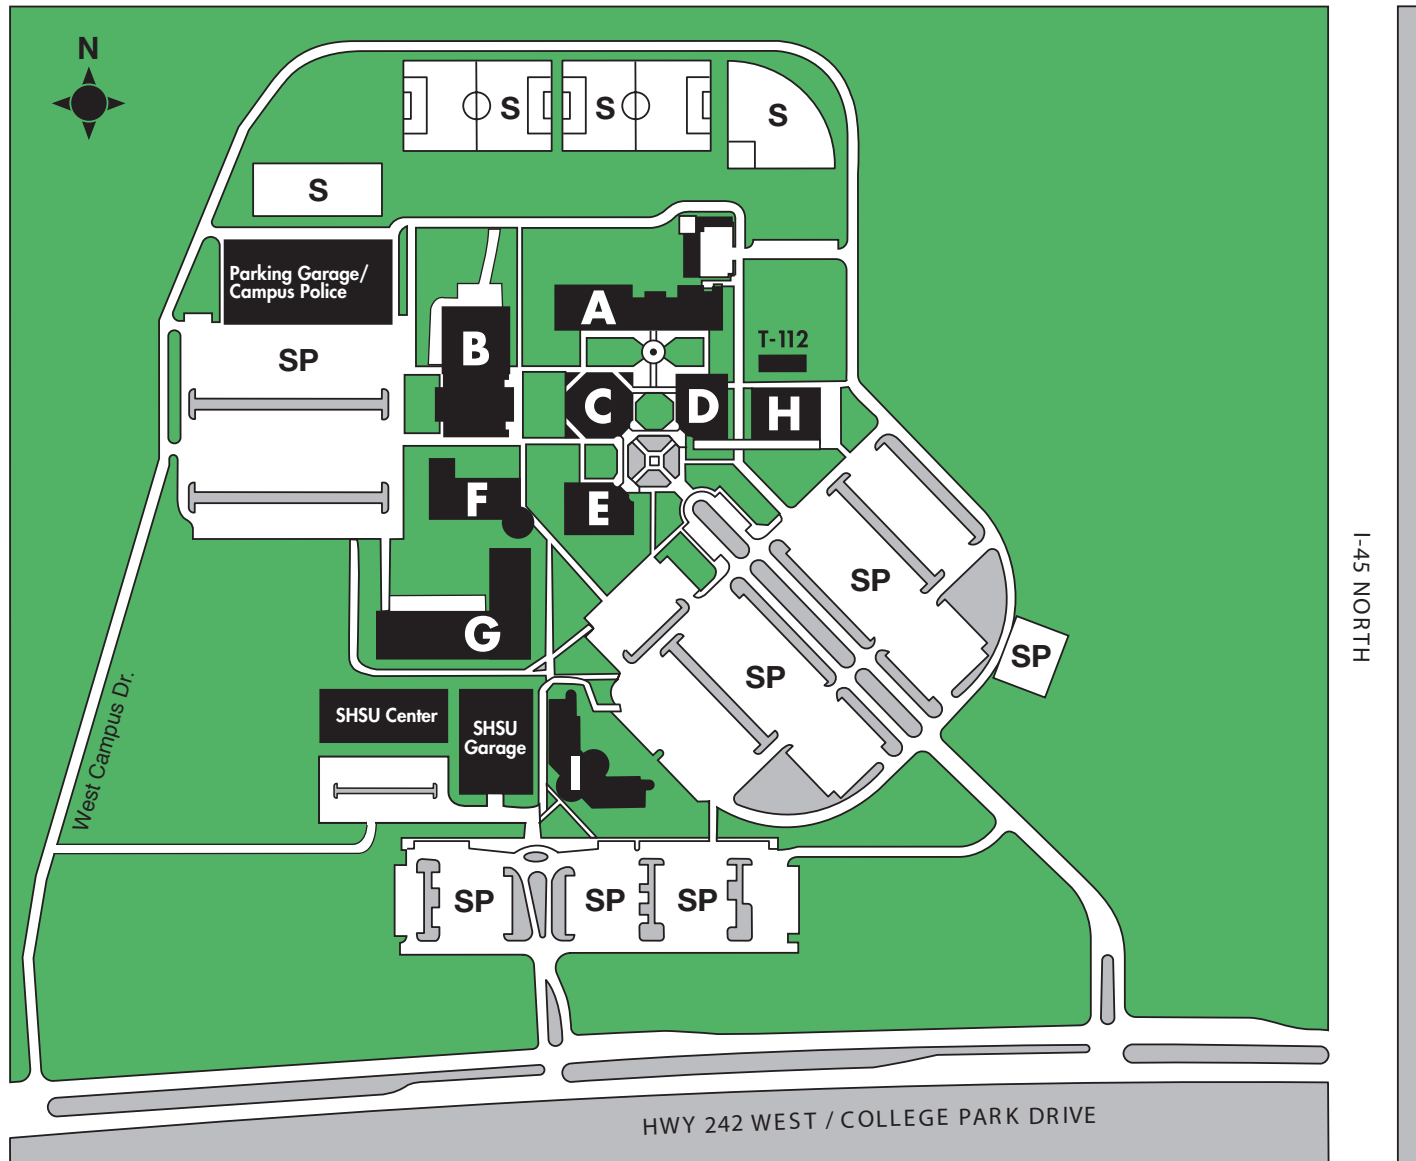 N
S
S
S
S
Parking Garage/
Campus Police
A
B
T-112
SP
C
D
H
F
E
I-45 NORTH
SP
G
SP
SP
West Campus Dr.
SHSU Center
SHSU
Garage
I
SP
SP
SP
HWY 242 WEST / COLLEGE PARK DRIVE